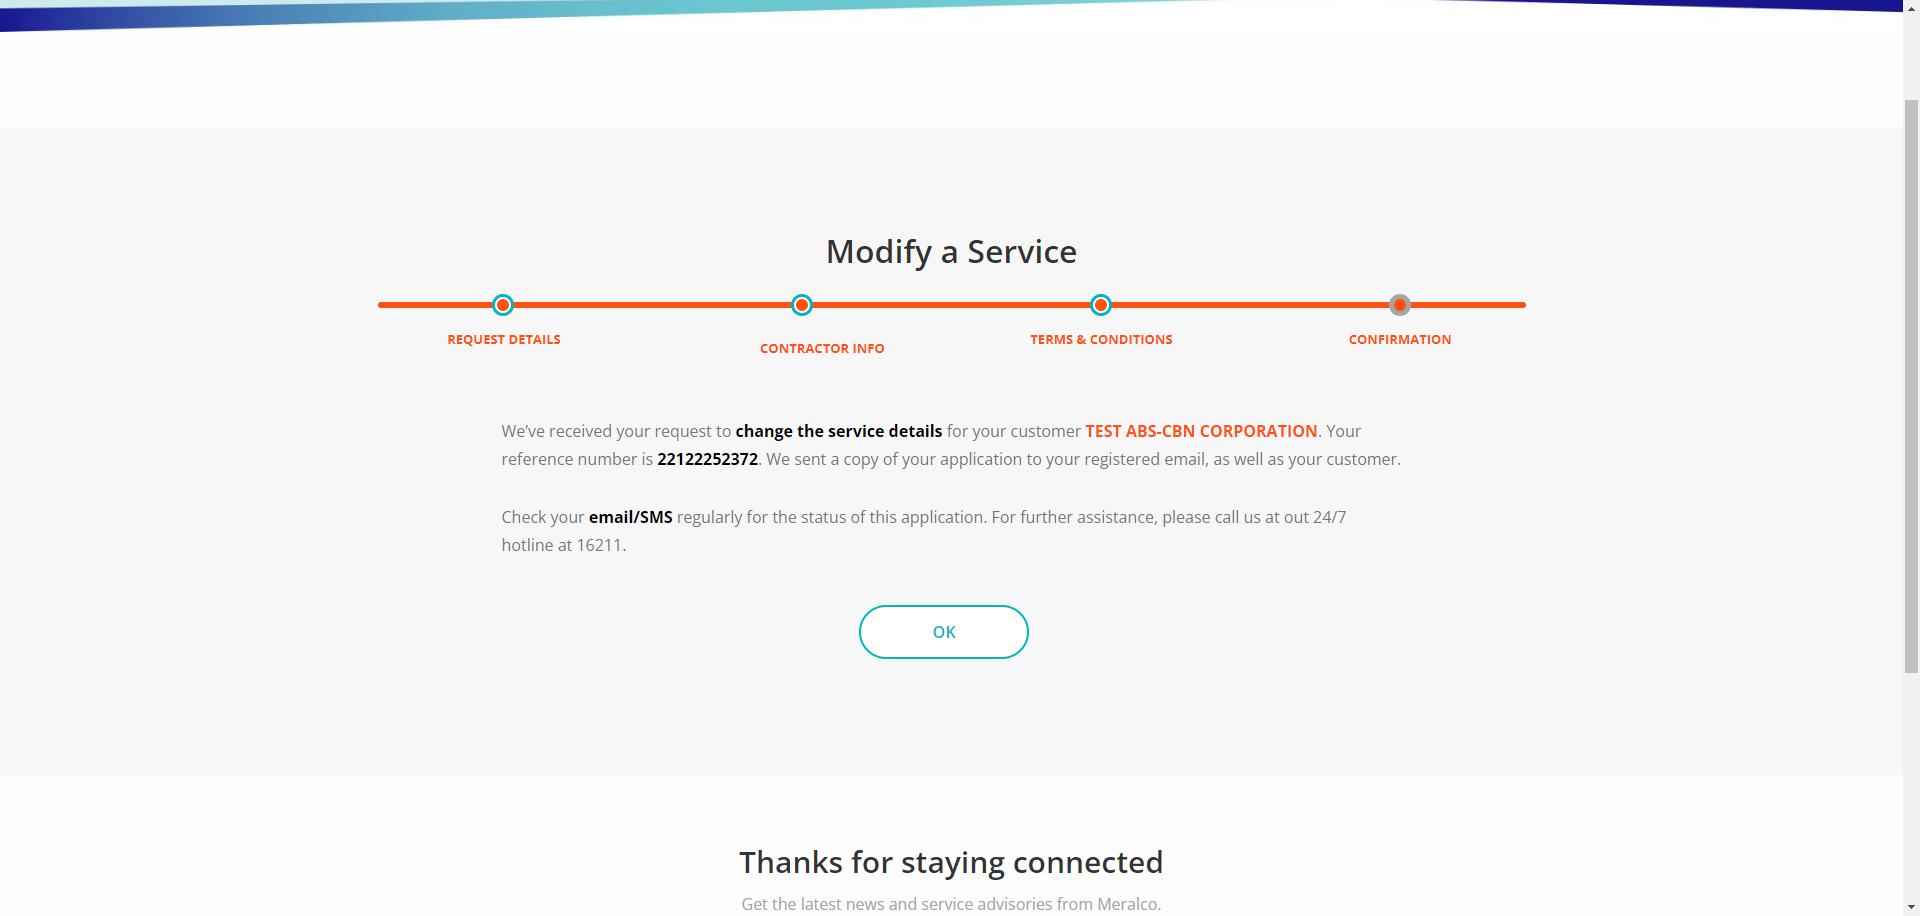 Modify a Service
REQUEST DETAILS
CONTRACTOR INFO
TERMS & CONDITIONS
CONFIRMATION
We’ve received your request to change the service details for your customer TEST ABS-CBN CORPORATION. Your
reference number is 22122252372. We sent a copy of your application to your registered email, as well as your customer.
Check your email/SMS regularly for the status of this application. For further assistance, please call us at out 24/7
hotline at 16211.
OK
Thanks for staying connected
Get the latest news and service advisories from Meralco.